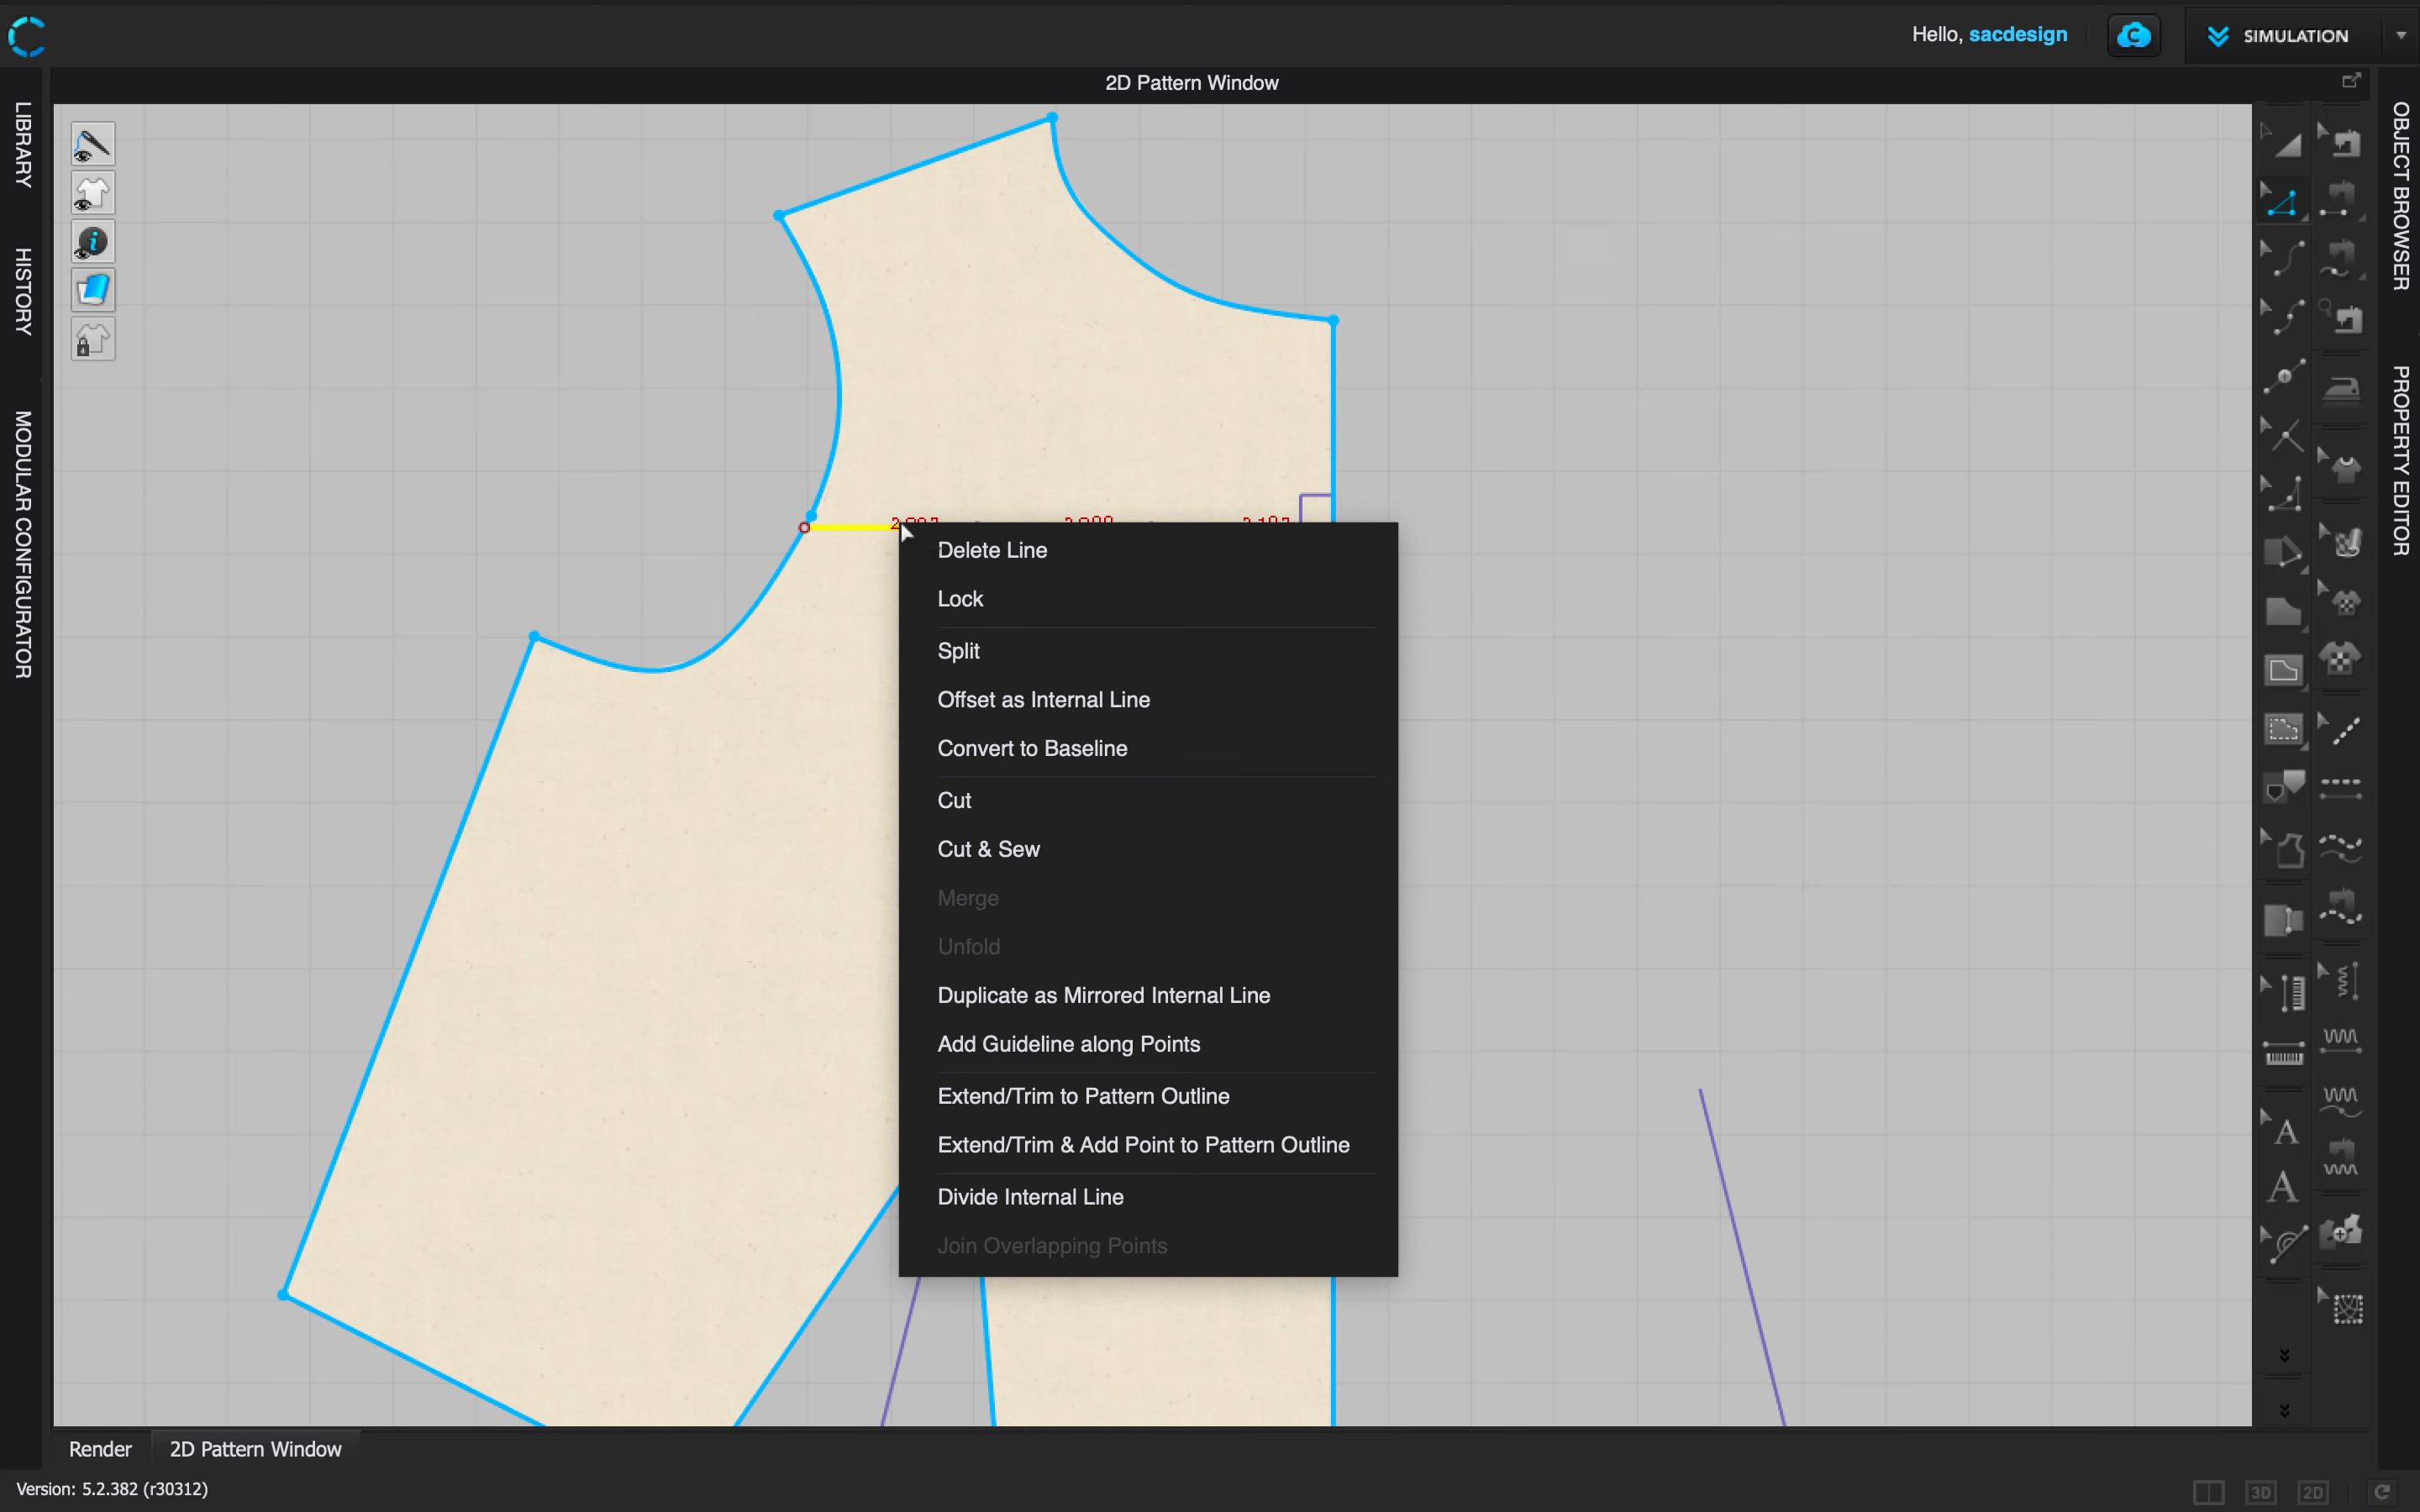 Hello, sacdesign
SIMULATION
2D Pattern Window
LIBRARY
HISTORY
MODULAR CONFIGURATOR
OBJECT BROWSER
PROPERTY EDITOR
Delete Line
Lock
Split
Offset as Internal Line
Convert to Baseline
Cut
Cut & Sew
Merge
Unfold
Duplicate as Mirrored Internal Line
Add Guideline along Points
Extend/Trim to Pattern Outline
Extend/Trim & Add Point to Pattern Outline
Divide Internal Line
Join Overlapping Points
A
A
Render
2D Pattern Window
Version: 5.2.382 (r30312)
3D
2D